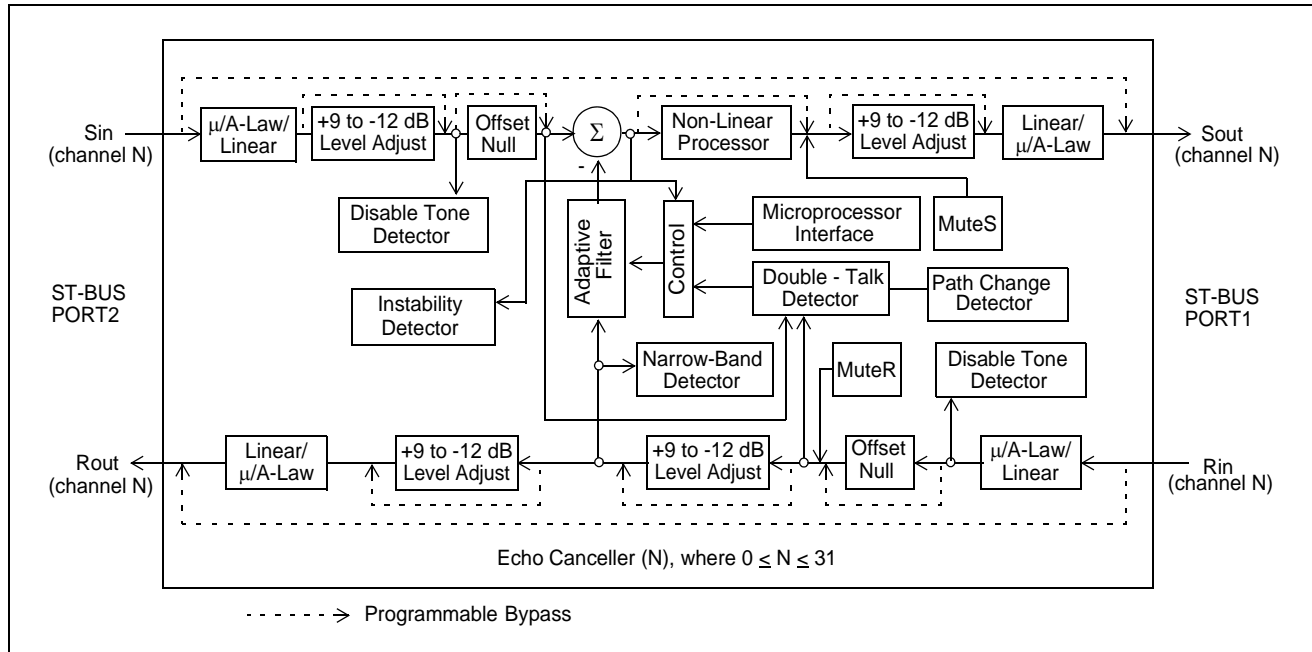 Sin
(channel N)
μ/A-Law/
Linear
+9 to -12 dB
Level Adjust
Offset
Null
Σ
-
Non-Linear
Processor
+9 to -12 dB
Level Adjust
Linear/
μ/A-Law
Sout
(channel N)
Disable Tone
Detector
Adaptive
Filter
Control
Microprocessor
Interface
MuteS
ST-BUS
PORT2
Instability
Detector
Double - Talk
Detector
Path Change
Detector
ST-BUS
PORT1
Narrow-Band
Detector
MuteR
Disable Tone
Detector
Rout
(channel N)
Linear/
μ/A-Law
+9 to -12 dB
Level Adjust
+9 to -12 dB
Level Adjust
Offset
Null
μ/A-Law/
Linear
Rin
(channel N)
Echo Canceller (N), where 0 ≤ N ≤ 31
Programmable Bypass